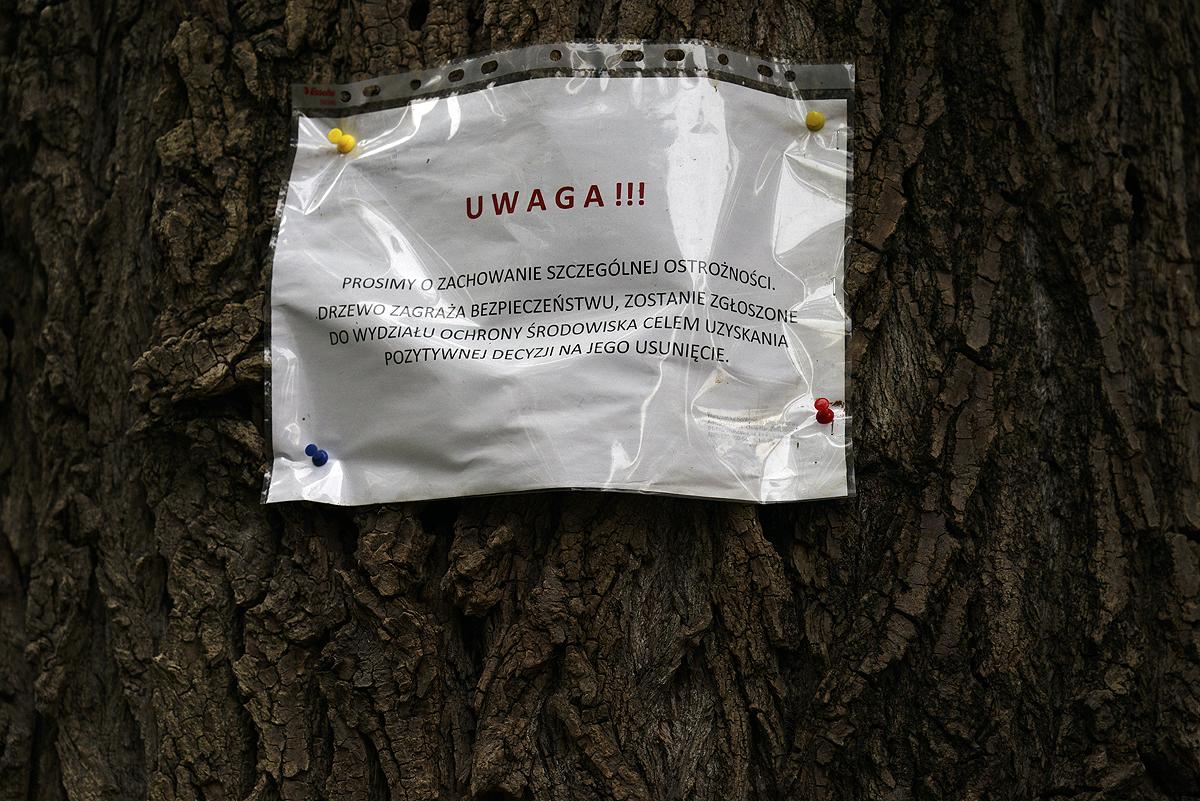 Esselte
UWAGA!!!
PROSIMY O ZACHOWANIE SZCZEGÓLNEJ OSTROŻNOŚCI.
DRZEWO ZAGRAŻA BEZPIECZEŃSTWU, ZOSTANIE ZGŁOSZONE
DO WYDZIAŁU OCHRONY ŚRODOWISKA CELEM UZYSKANIA
POZYTYWNEJ DECYZJI NA JEGO USUNIĘCIE.